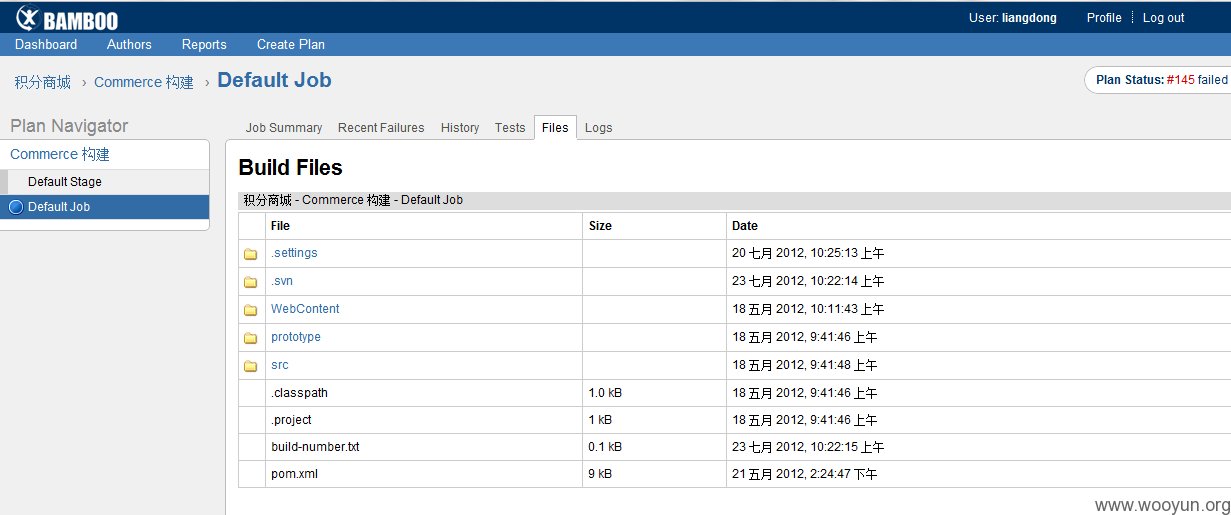 BAMBOO
User: liangdong Profile Log out
Dashboard Authors Reports Create Plan
积分商城 › Commerce 构建 › Default Job
Plan Status: #145 failed
Plan Navigator
Commerce 构建
Default Stage
Default Job
Job Summary Recent Failures History Tests Files Logs
Build Files
积分商城 - Commerce 构建 - Default Job
File Size Date
.settings 20 七月 2012, 10:25:13 上午
.svn 23 七月 2012, 10:22:14 上午
WebContent 18 五月 2012, 10:11:43 上午
prototype 18 五月 2012, 9:41:46 上午
src 18 五月 2012, 9:41:48 上午
.classpath 1.0 kB 18 五月 2012, 9:41:46 上午
.project 1 kB 18 五月 2012, 9:41:46 上午
build-number.txt 0.1 kB 23 七月 2012, 10:22:15 上午
pom.xml 9 kB 21 五月 2012, 2:24:47 下午
www.wooyun.org